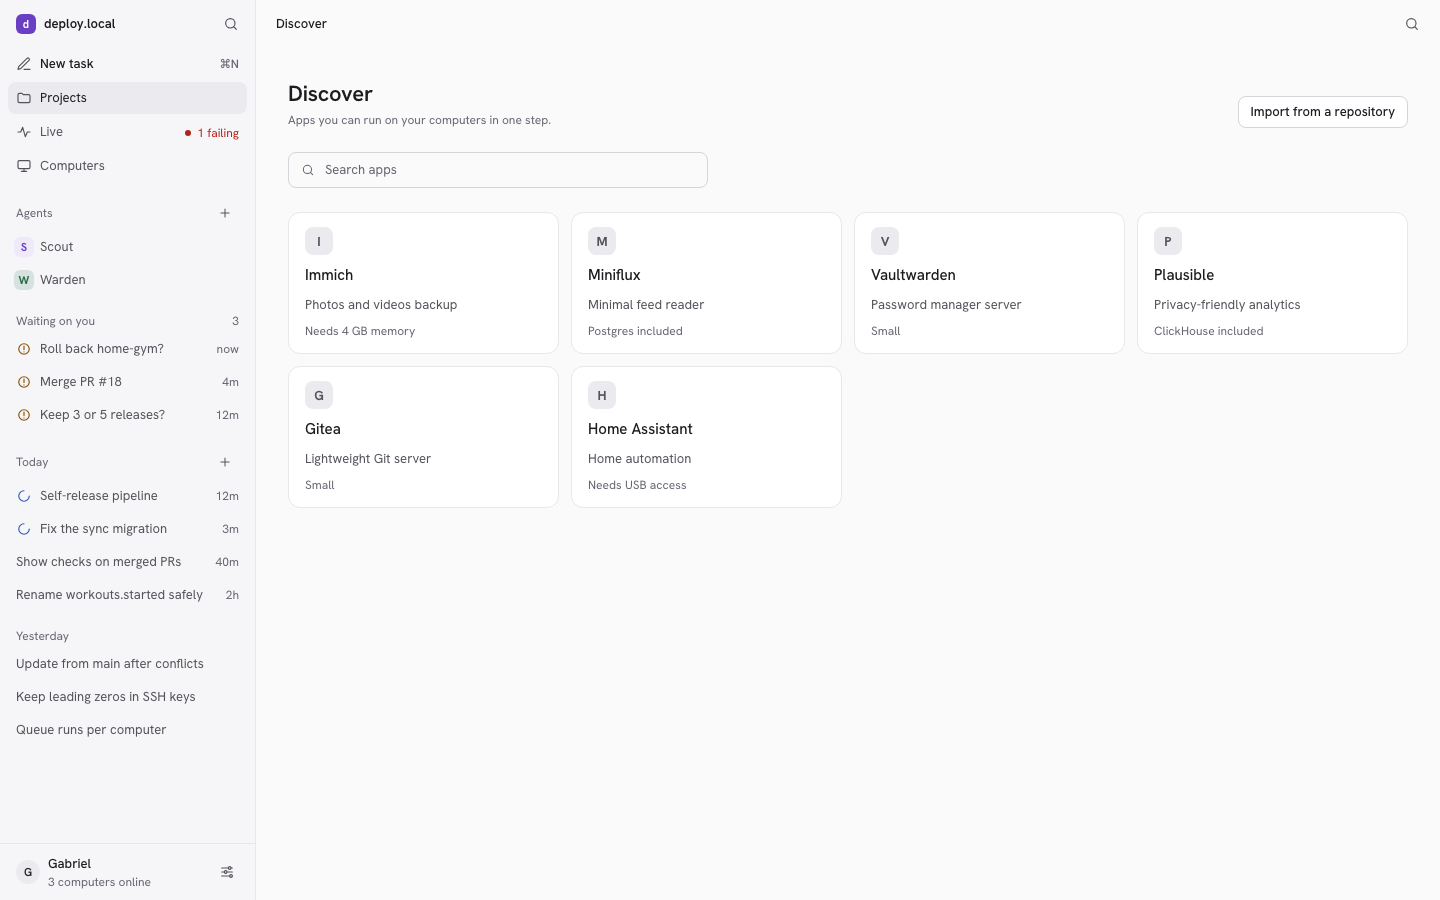 d deploy.local
New task ⌘N
Projects
Live 1 failing
Computers
Agents
S Scout
W Warden
Waiting on you 3
Roll back home-gym? now
Merge PR #18 4m
Keep 3 or 5 releases? 12m
Today
Self-release pipeline 12m
Fix the sync migration 3m
Show checks on merged PRs 40m
Rename workouts.started safely 2h
Yesterday
Update from main after conflicts
Keep leading zeros in SSH keys
Queue runs per computer
G Gabriel
3 computers online
Discover
Discover
Apps you can run on your computers in one step.
Import from a repository
Search apps
I
Immich
Photos and videos backup
Needs 4 GB memory
M
Miniflux
Minimal feed reader
Postgres included
V
Vaultwarden
Password manager server
Small
P
Plausible
Privacy-friendly analytics
ClickHouse included
G
Gitea
Lightweight Git server
Small
H
Home Assistant
Home automation
Needs USB access